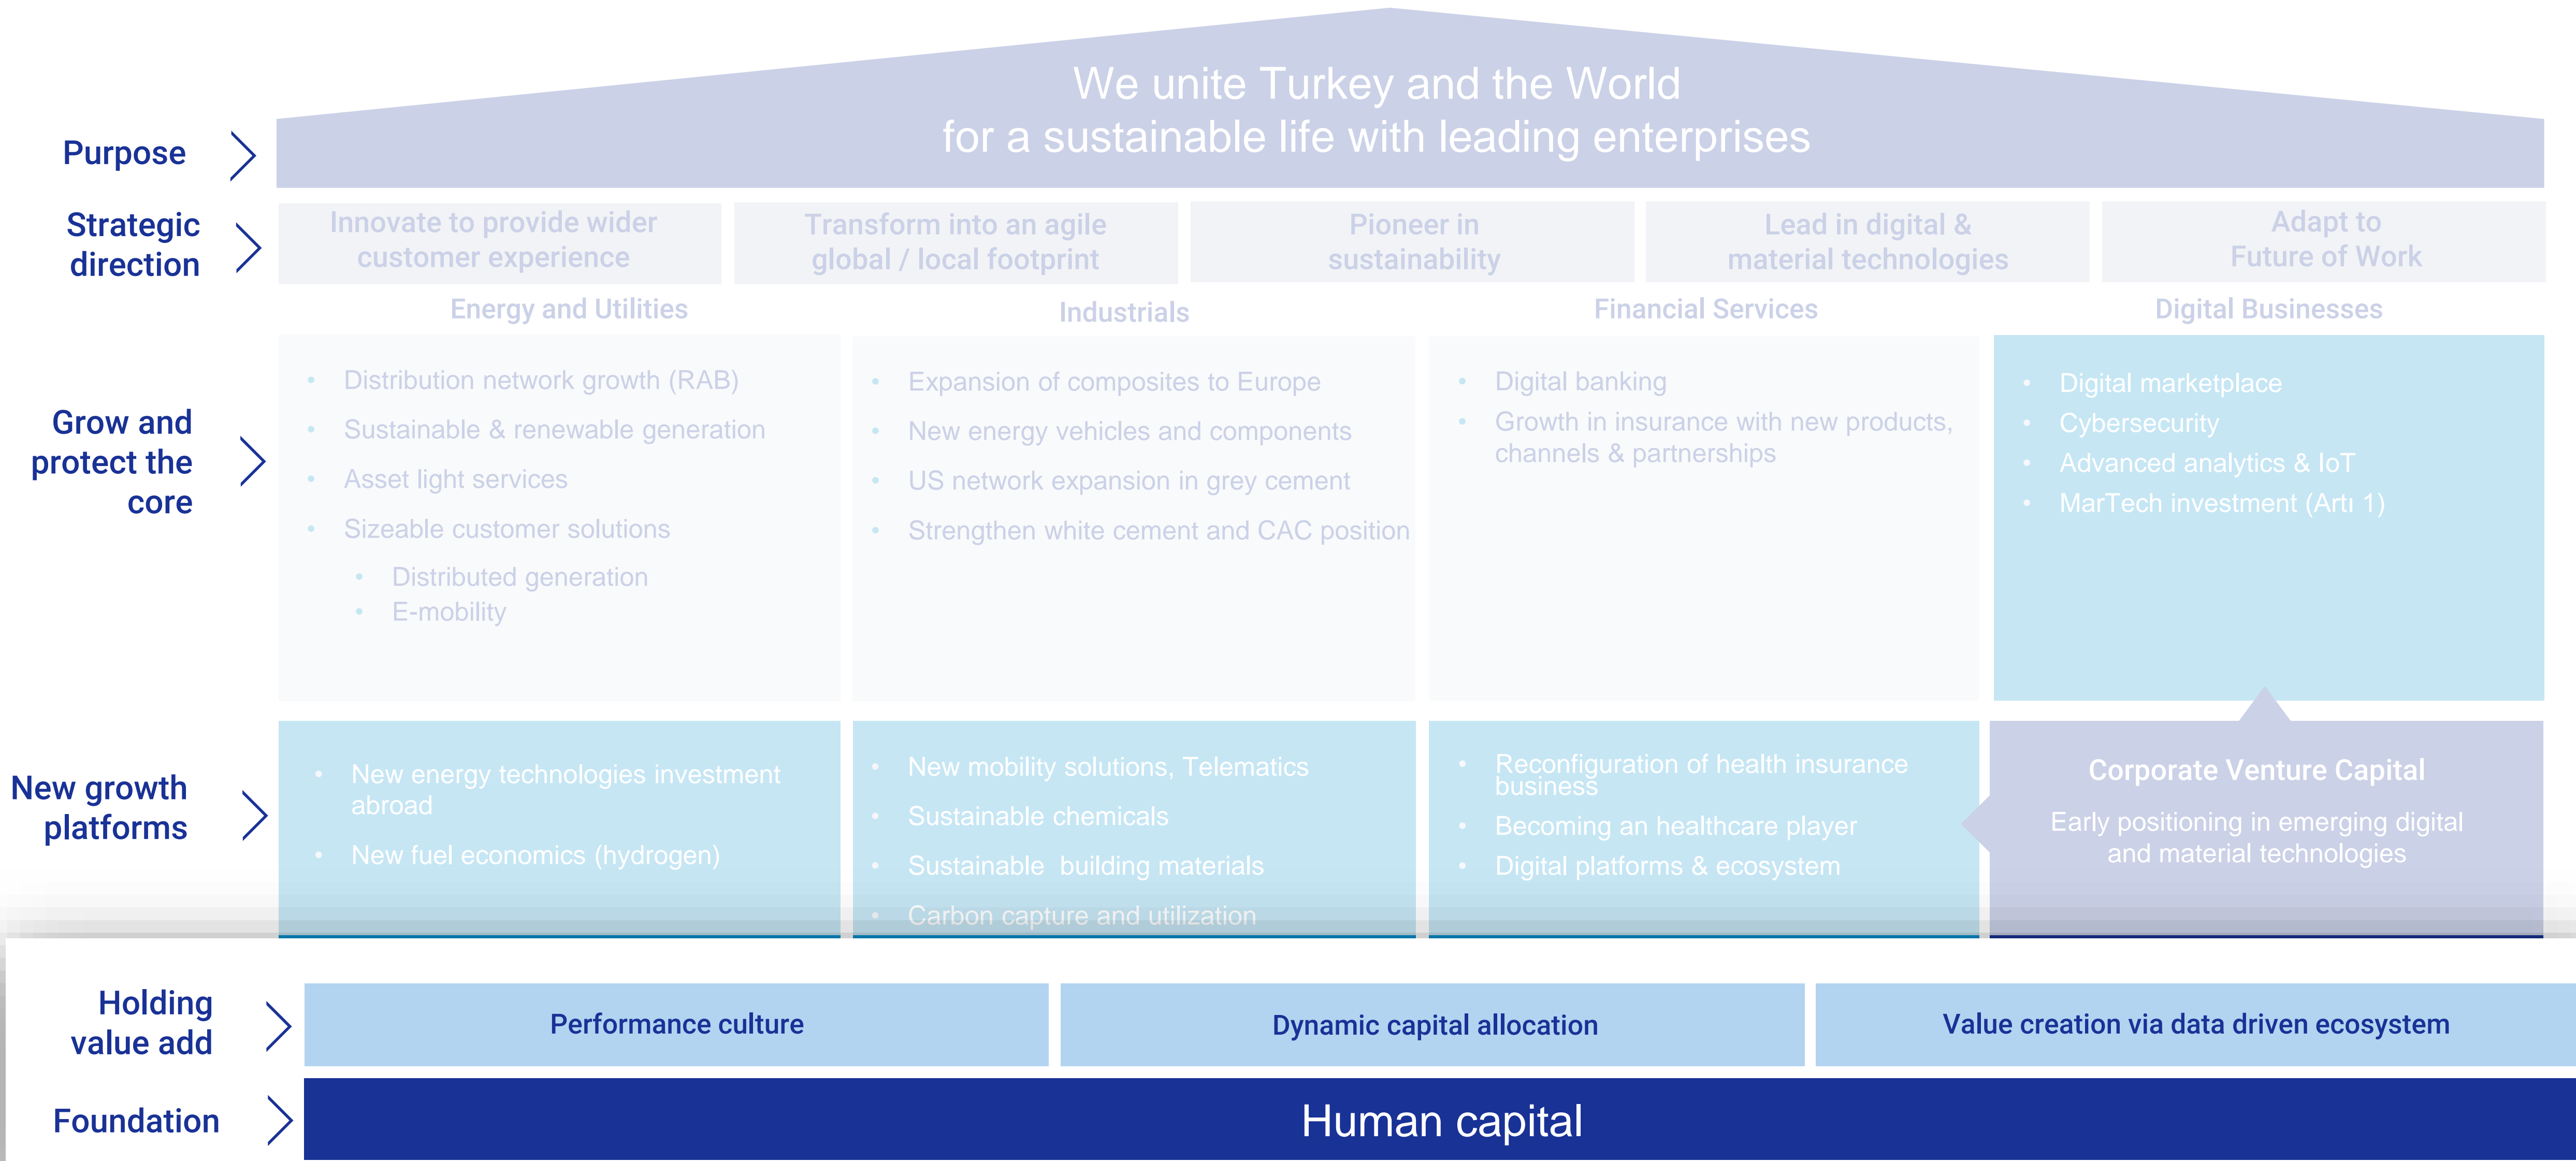 We unite Turkey and the World
for a sustainable life with leading enterprises
Purpose
Strategic
direction
Innovate to provide wider
customer experience
Transform into an agile
global / local footprint
Pioneer in
sustainability
Lead in digital &
material technologies
Adapt to
Future of Work
Energy and Utilities
Industrials
Financial Services
Digital Businesses
Grow and
protect the
core
• Distribution network growth (RAB)
• Sustainable & renewable generation
• Asset light services
• Sizeable customer solutions
• Distributed generation
• E-mobility
• Expansion of composites to Europe
• New energy vehicles and components
• US network expansion in grey cement
• Strengthen white cement and CAC position
• Digital banking
• Growth in insurance with new products,
channels & partnerships
• Digital marketplace
• Cybersecurity
• Advanced analytics & IoT
• MarTech investment (Artı 1)
New growth
platforms
• New energy technologies investment
abroad
• New fuel economics (hydrogen)
• New mobility solutions, Telematics
• Sustainable chemicals
• Sustainable  building materials
• Carbon capture and utilization
• Reconfiguration of health insurance
business
• Becoming an healthcare player
• Digital platforms & ecosystem
Corporate Venture Capital
Early positioning in emerging digital
and material technologies
Holding
value add
Performance culture
Dynamic capital allocation
Value creation via data driven ecosystem
Foundation
Human capital